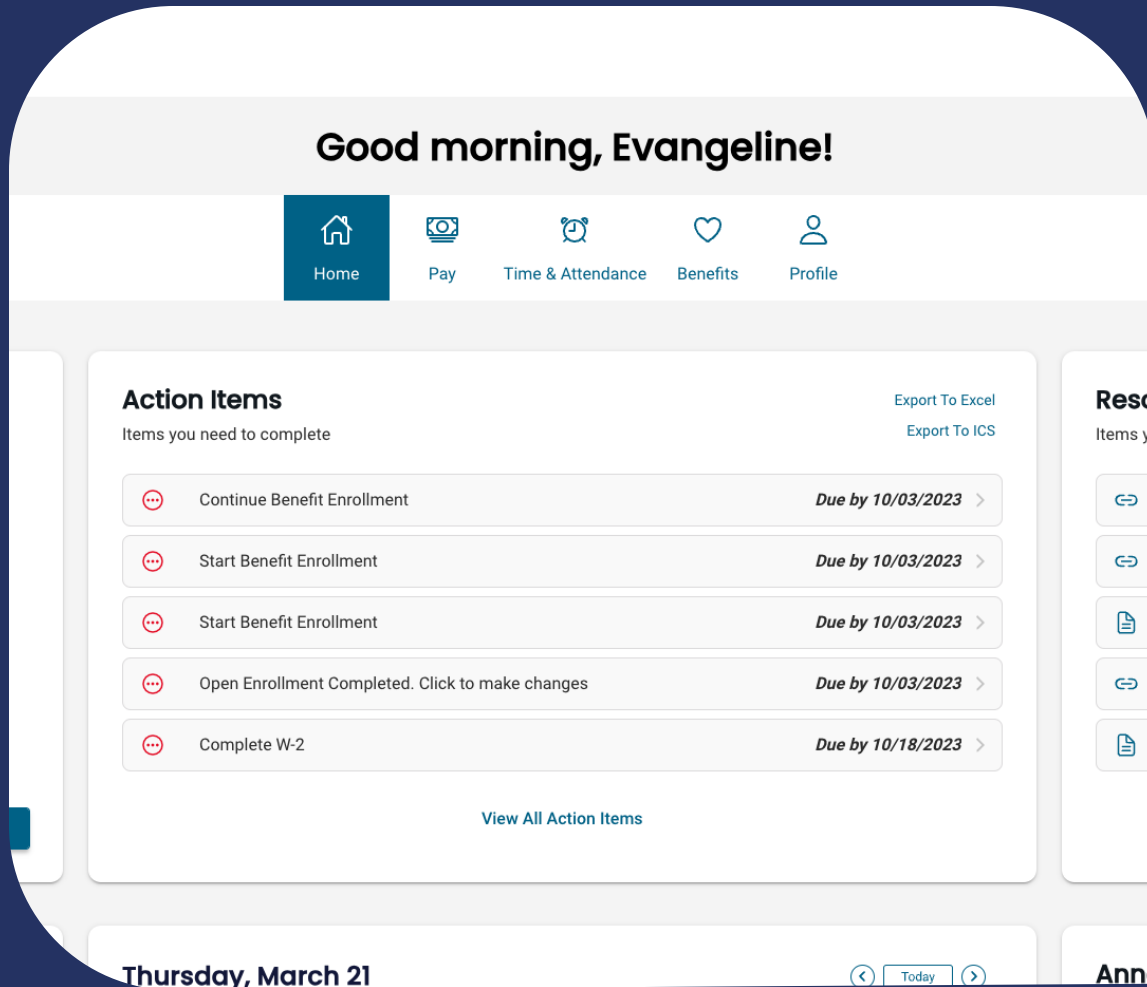 Good morning, Evangeline!
Home
Pay
Time & Attendance
Benefits
Profile
Action Items
Export To Excel
Items you need to complete
Export To ICS
Continue Benefit Enrollment Due by 10/03/2023
Start Benefit Enrollment Due by 10/03/2023
Start Benefit Enrollment Due by 10/03/2023
Open Enrollment Completed. Click to make changes Due by 10/03/2023
Complete W-2 Due by 10/18/2023
View All Action Items
Items
Thursday, March 21
Today